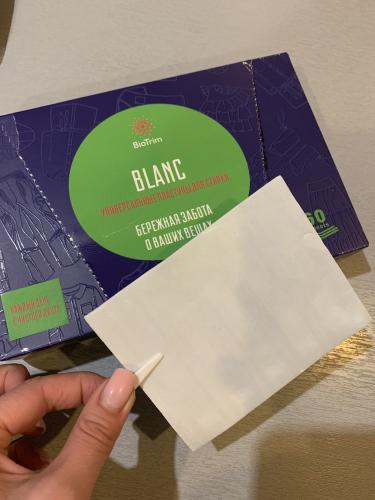 BioTrim
BLANC
УНИВЕРСАЛЬНЫЕ ПЛАСТИНЫ ДЛЯ СТИРКИ
БЕРЕЖНАЯ ЗАБОТА
О ВАШИХ ВЕЩАХ
60